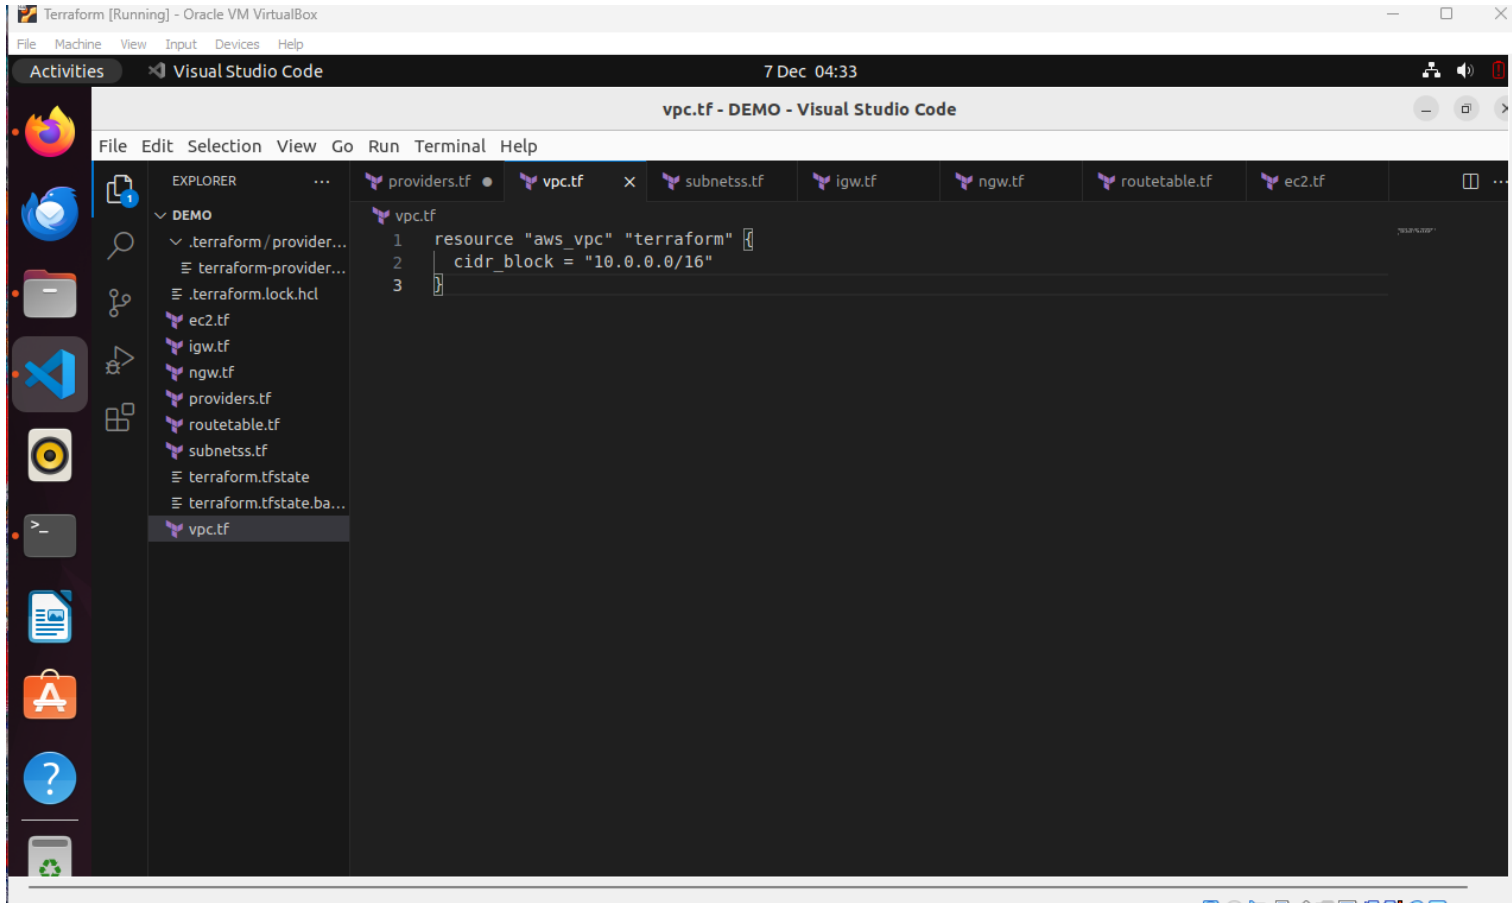 Terraform [Running] - Oracle VM VirtualBox
File Machine View Input Devices Help
Activities Visual Studio Code 7 Dec 04:33
vpc.tf - DEMO - Visual Studio Code
File Edit Selection View Go Run Terminal Help
EXPLORER ...
providers.tf vpc.tf subnetss.tf igw.tf ngw.tf routetable.tf ec2.tf
1
DEMO
.terraform/provider...
terraform-provider...
.terraform.lock.hcl
ec2.tf
igw.tf
ngw.tf
providers.tf
routetable.tf
subnetss.tf
terraform.tfstate
terraform.tfstate.ba...
vpc.tf
vpc.tf
1 resource "aws_vpc" "terraform" {
2 cidr_block = "10.0.0.0/16"
3 }